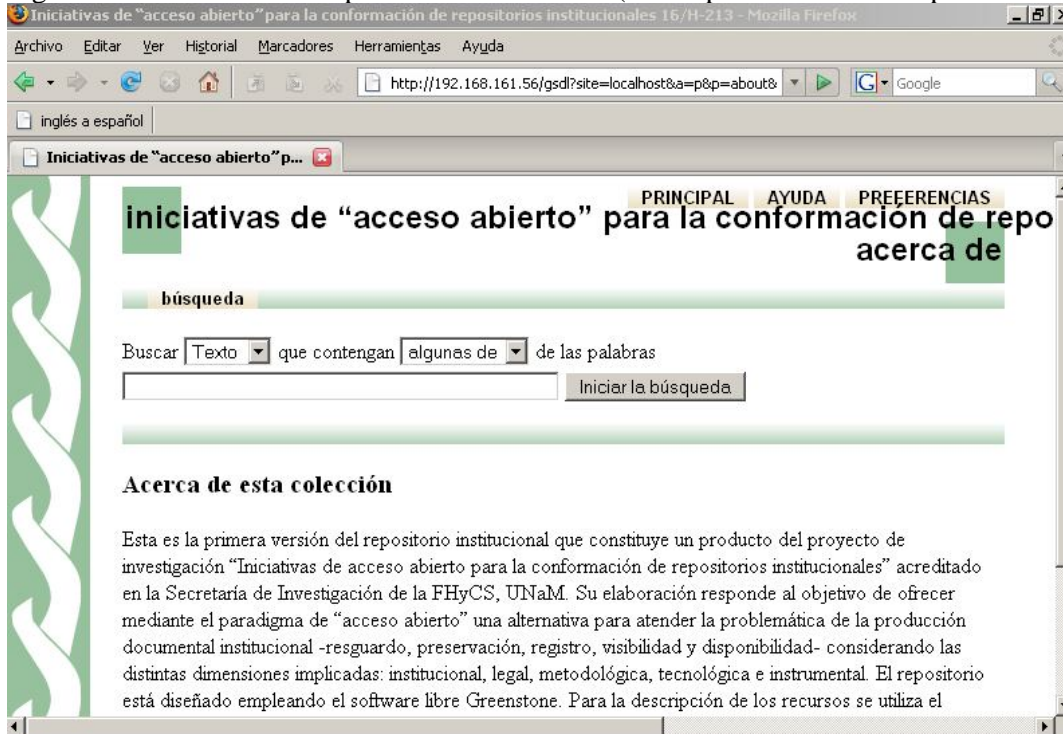 Iniciativas de “acceso abierto” para la conformación de repositorios institucionales 16/H-213 - Mozilla Firefox
Archivo Editar Ver Historial Marcadores Herramientas Ayuda
http://192.168.161.56/gsdl?site=localhost&a=p&p=about& G Google
inglés a español
Iniciativas de “acceso abierto” p...
PRINCIPAL AYUDA PREFERENCIAS
iniciativas de “acceso abierto” para la conformación de repo
acerca de
búsqueda
Buscar Texto que contengan algunas de de las palabras
Iniciar la búsqueda
Acerca de esta colección
Esta es la primera versión del repositorio institucional que constituye un producto del proyecto de
investigación “Iniciativas de acceso abierto para la conformación de repositorios institucionales” acreditado
en la Secretaría de Investigación de la FHyCS, UNaM. Su elaboración responde al objetivo de ofrecer
mediante el paradigma de “acceso abierto” una alternativa para atender la problemática de la producción
documental institucional -resguardo, preservación, registro, visibilidad y disponibilidad- considerando las
distintas dimensiones implicadas: institucional, legal, metodológica, tecnológica e instrumental. El repositorio
está diseñado empleando el software libre Greenstone. Para la descripción de los recursos se utiliza el